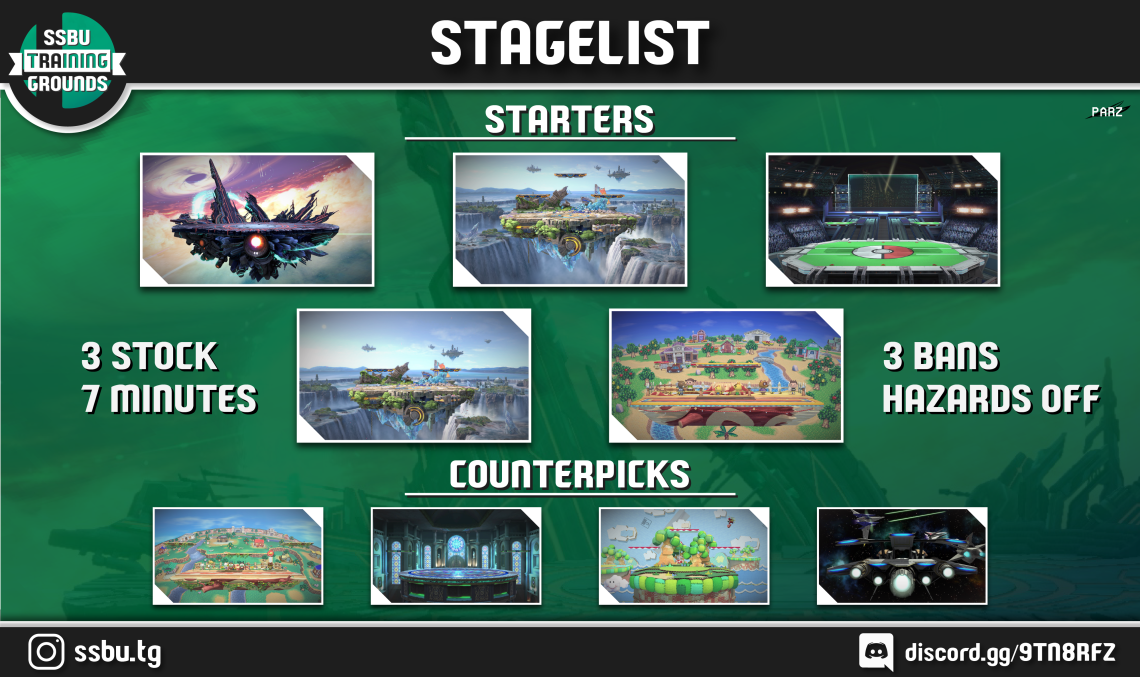 SSBU
TRAINING
GROUNDS
STAGELIST
PARZ
STARTERS
3 STOCK
7 MINUTES
3 BANS
HAZARDS OFF
COUNTERPICKS
ssbu.tg
discord.gg/9TN8RFZ